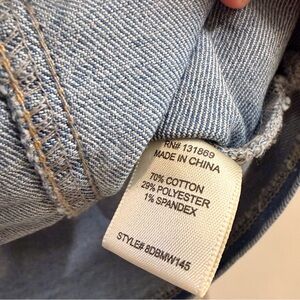 RN# 131869
MADE IN CHINA
70% COTTON
29% POLYESTER
1% SPANDEX
STYLE# 8DBMW145